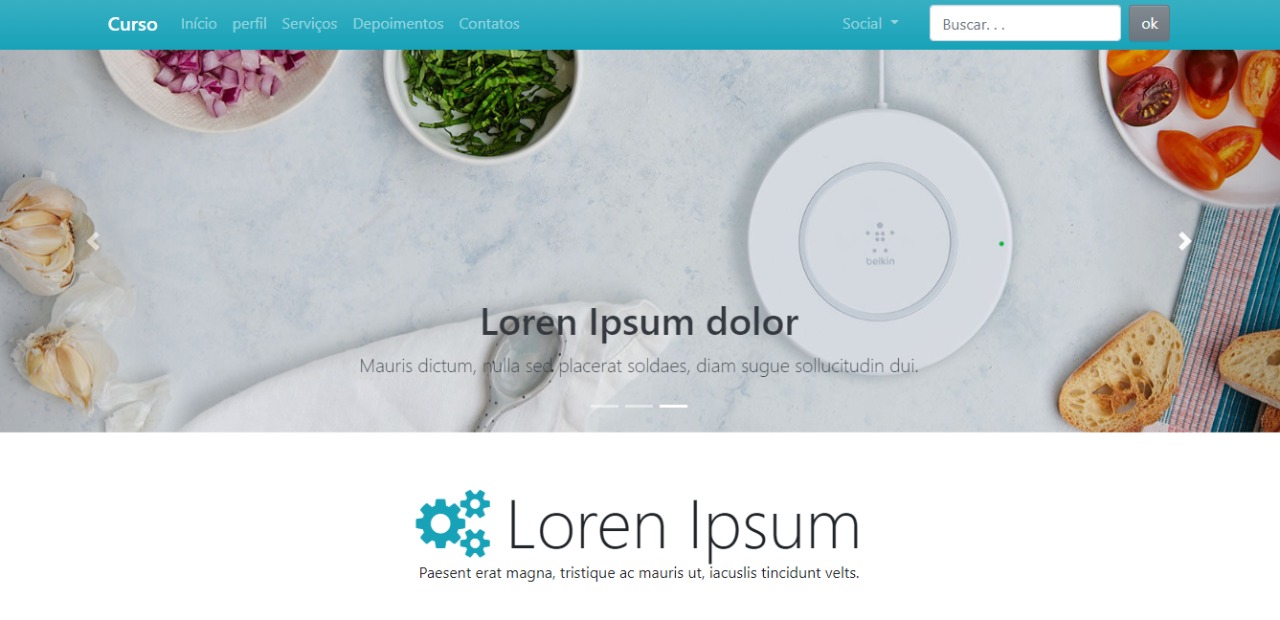 Curso Início perfil Serviços Depoimentos Contatos Social Buscar. . . ok
belkin
Loren Ipsum dolor
Mauris dictum, nulla sed placerat soldaes, diam sugue sollucitudin dui.
Loren Ipsum
Paesent erat magna, tristique ac mauris ut, iacuslis tincidunt velts.